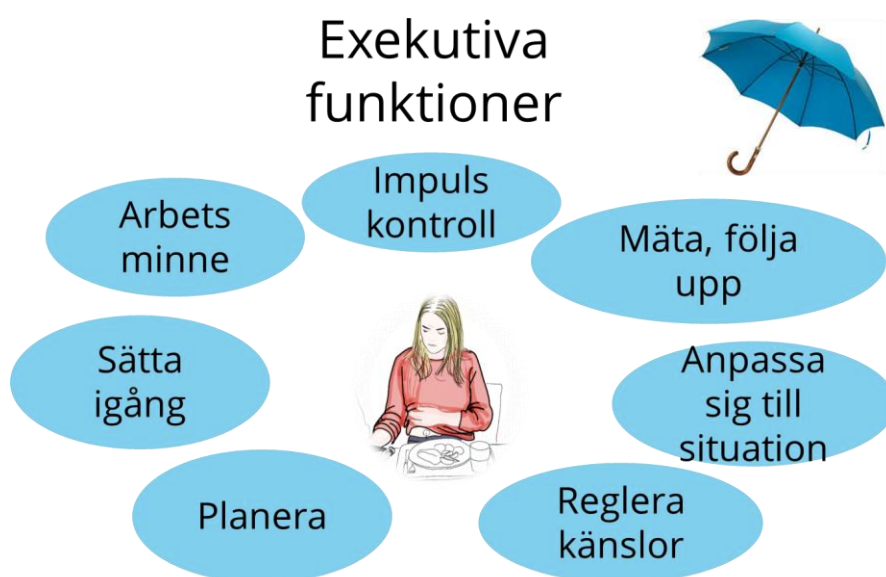 Exekutiva
funktioner
Impuls
kontroll
Arbets
minne
Mäta, följa
upp
Sätta
igång
Anpassa
sig till
situation
Planera
Reglera
känslor